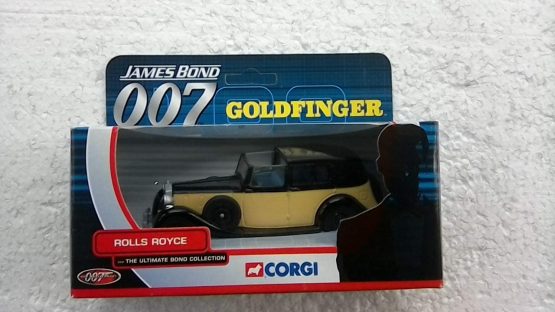 JAMES BOND
007
GOLDFINGER
ROLLS ROYCE
... THE ULTIMATE BOND COLLECTION
007
CORGI